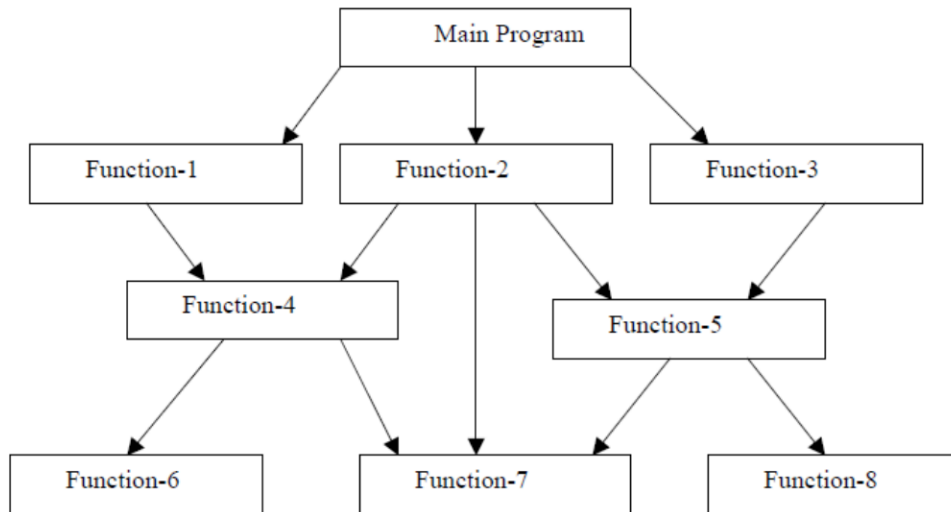 Main Program
Function-1
Function-2
Function-3
Function-4
Function-5
Function-6
Function-7
Function-8